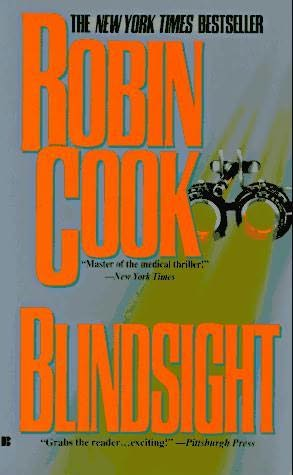 THE NEW YORK TIMES BESTSELLER
ROBIN
COOK
"Master of the medical thriller!"
—New York Times
BLINDSIGHT
B
"Grabs the reader...exciting!" —Pittsburgh Press